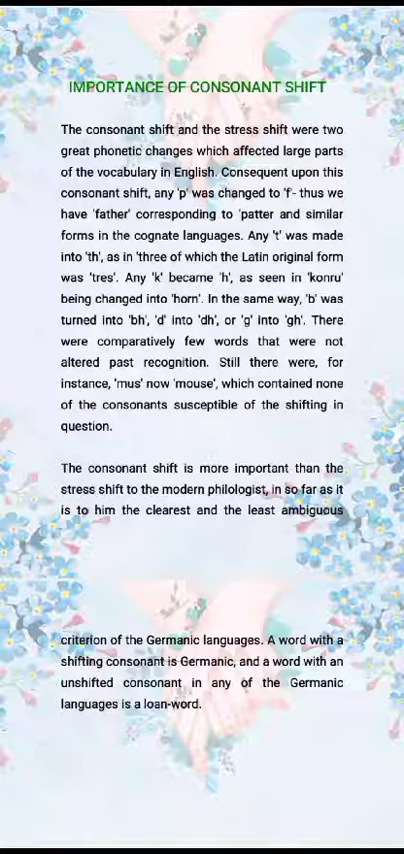 IMPORTANCE OF CONSONANT SHIFT
The consonant shift and the stress shift were two
great phonetic changes which affected large parts
of the vocabulary in English. Consequent upon this
consonant shift, any 'p' was changed to 'f'- thus we
have 'father' corresponding to 'patter and similar
forms in the cognate languages. Any 't' was made
into 'th', as in 'three of which the Latin original form
was 'tres'. Any 'k' became 'h', as seen in 'konru'
being changed into 'horn'. In the same way, 'b' was
turned into 'bh', 'd' into 'dh', or 'g' into 'gh'. There
were comparatively few words that were not
altered past recognition. Still there were, for
instance, 'mus' now 'mouse', which contained none
of the consonants susceptible of the shifting in
question.
The consonant shift is more important than the
stress shift to the modern philologist, in so far as it
is to him the clearest and the least ambiguous
criterion of the Germanic languages. A word with a
shifting consonant is Germanic, and a word with an
unshifted consonant in any of the Germanic
languages is a loan-word.